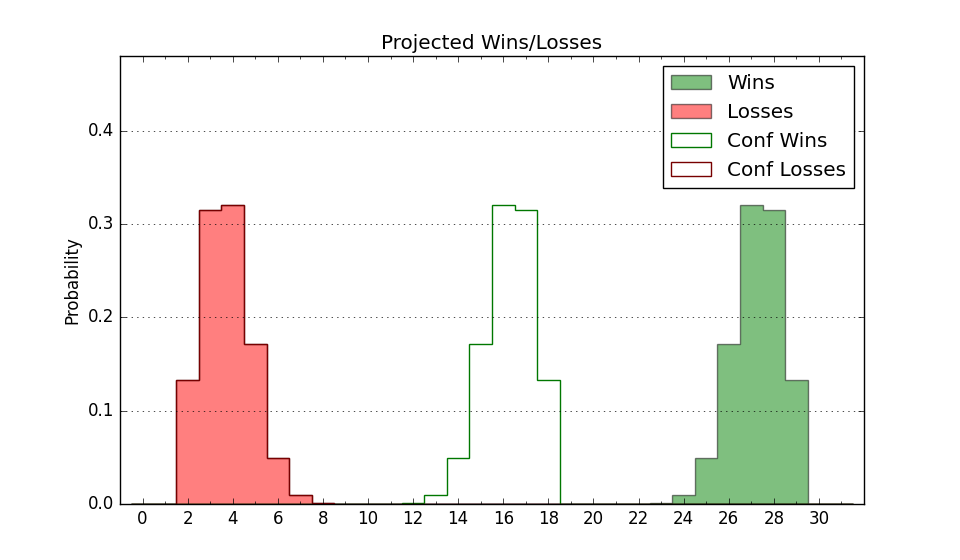 Projected Wins/Losses
Wins
Losses
Conf Wins
Conf Losses
Probability
0.4
0.3
0.2
0.1
0.0
0 2 4 6 8 10 12 14 16 18 20 22 24 26 28 30